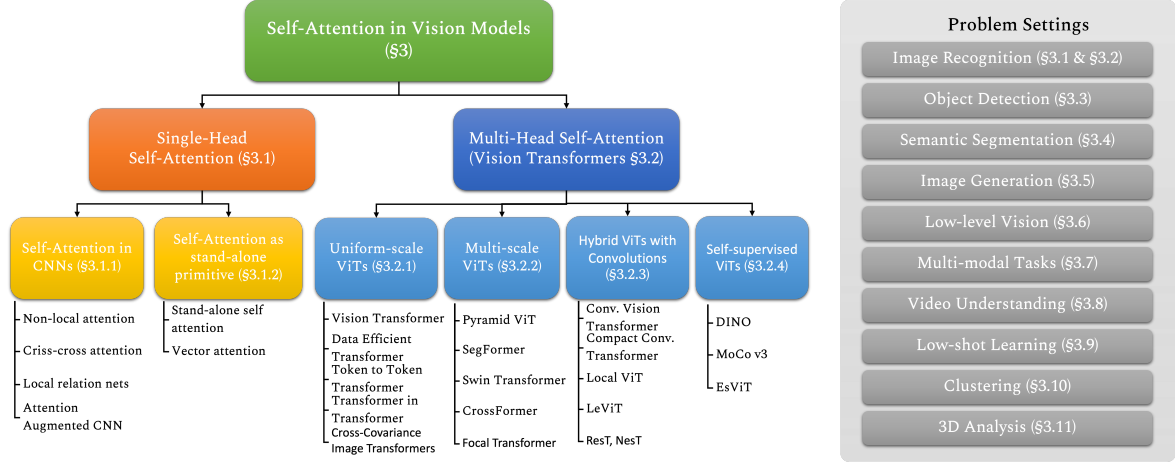 Self-Attention in Vision Models
(§3)
Single-Head
Self-Attention (§3.1)
Multi-Head Self-Attention
(Vision Transformers §3.2)
Self-Attention in
CNNs (§3.1.1)
Self-Attention as
stand-alone
primitive (§3.1.2)
Uniform-scale
ViTs (§3.2.1)
Multi-scale
ViTs (§3.2.2)
Hybrid ViTs with
Convolutions
(§3.2.3)
Self-supervised
ViTs (§3.2.4)
Non-local attention
Criss-cross attention
Local relation nets
Attention
Augmented CNN
Stand-alone self
attention
Vector attention
Vision Transformer
Data Efficient
Transformer
Token to Token
Transformer
Transformer in
Transformer
Cross-Covariance
Image Transformers
Pyramid ViT
SegFormer
Swin Transformer
CrossFormer
Focal Transformer
Conv. Vision
Transformer
Compact Conv.
Transformer
Local ViT
LeViT
ResT, NesT
DINO
MoCo v3
EsViT
Problem Settings
Image Recognition (§3.1 & §3.2)
Object Detection (§3.3)
Semantic Segmentation (§3.4)
Image Generation (§3.5)
Low-level Vision (§3.6)
Multi-modal Tasks (§3.7)
Video Understanding (§3.8)
Low-shot Learning (§3.9)
Clustering (§3.10)
3D Analysis (§3.11)